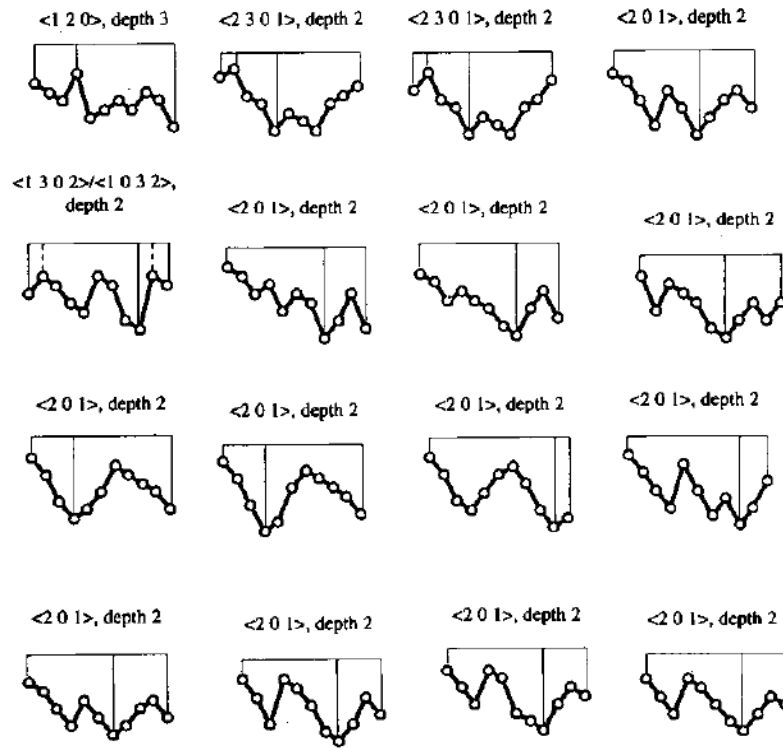 <1 2 0>, depth 3
<2 3 0 1>, depth 2
<2 3 0 1>, depth 2
<2 0 1>, depth 2
<1 3 0 2>/<1 0 3 2>,
depth 2
<2 0 1>, depth 2
<2 0 1>, depth 2
<2 0 1>, depth 2
<2 0 1>, depth 2
<2 0 1>, depth 2
<2 0 1>, depth 2
<2 0 1>, depth 2
<2 0 1>, depth 2
<2 0 1>, depth 2
<2 0 1>, depth 2
<2 0 1>, depth 2